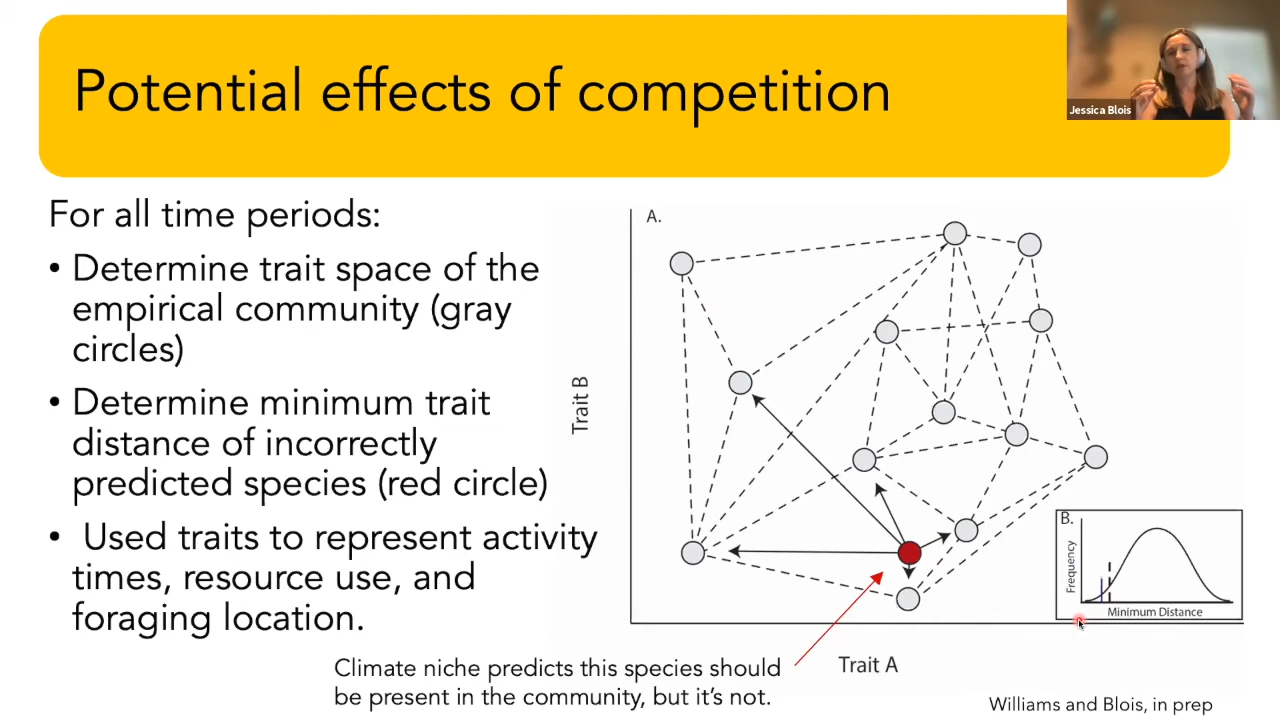 Potential effects of competition
Jessica Blois
For all time periods:
• Determine trait space of the
empirical community (gray
circles)
• Determine minimum trait
distance of incorrectly
predicted species (red circle)
• Used traits to represent activity
times, resource use, and
foraging location.
A.
Trait B
B.
Frequency
Minimum Distance
Trait A
Climate niche predicts this species should
be present in the community, but it’s not.
Williams and Blois, in prep